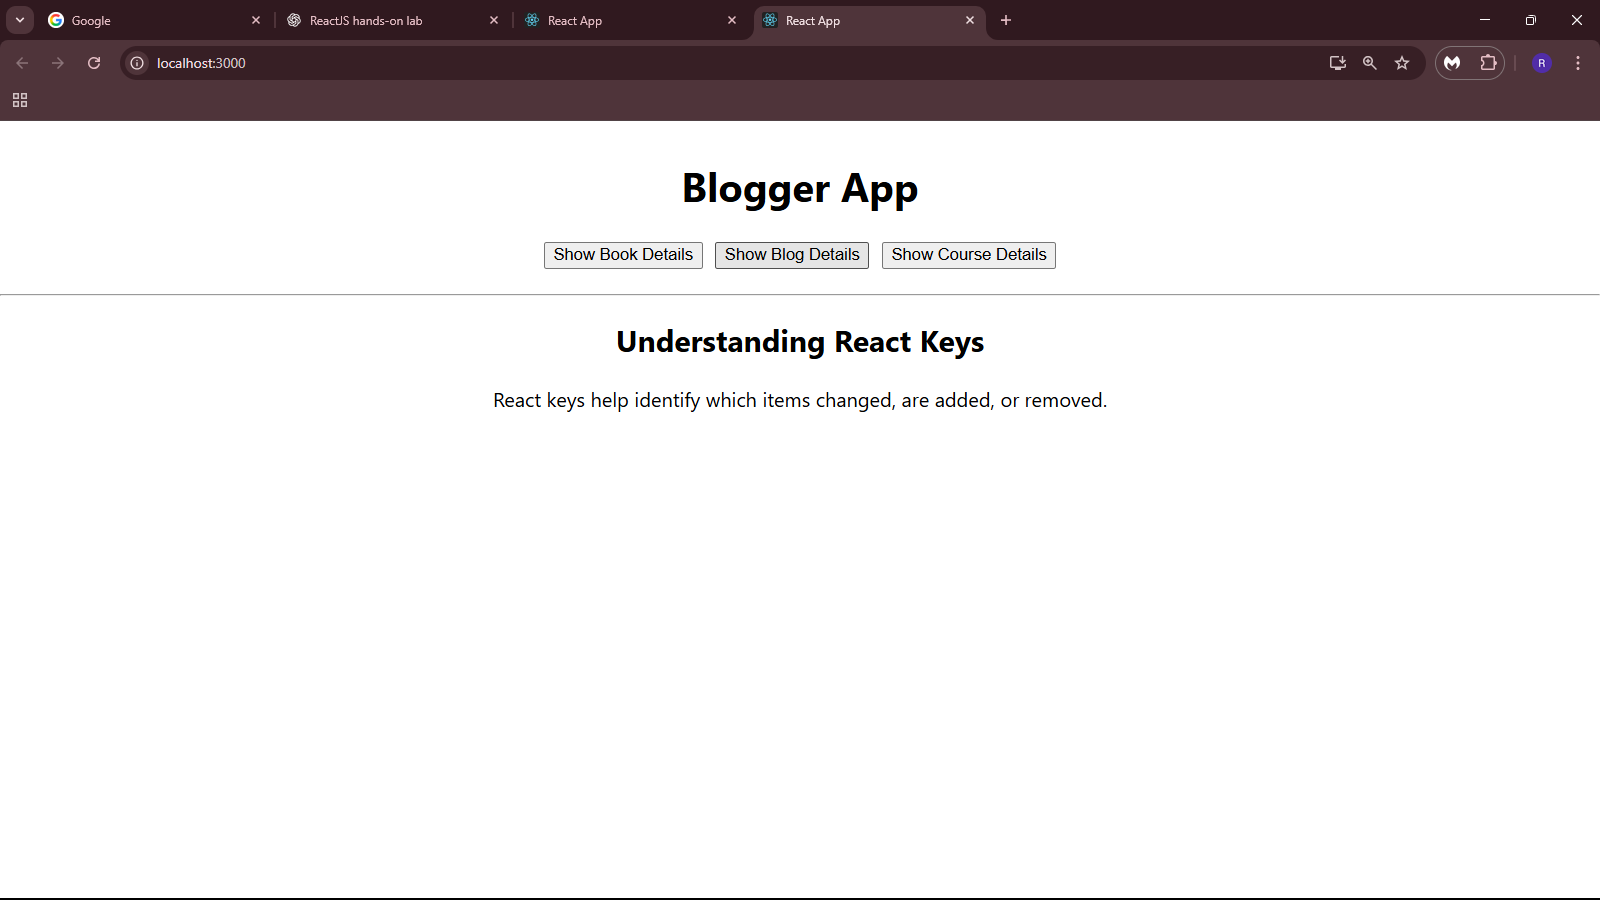 Google
ReactJS hands-on lab
React App
React App
localhost:3000
R
Blogger App
Show Book Details Show Blog Details Show Course Details
Understanding React Keys
React keys help identify which items changed, are added, or removed.